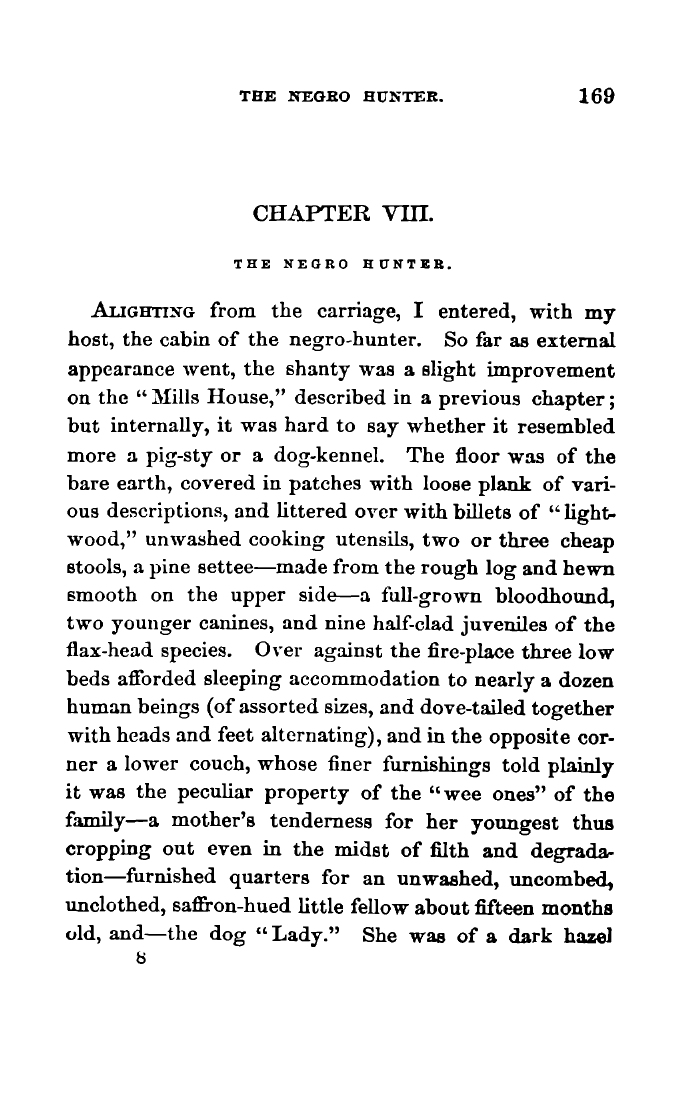 THE NEGRO HUNTER. 169
CHAPTER VIII.
THE NEGRO HUNTER.
ALIGHTING from the carriage, I entered, with my
host, the cabin of the negro-hunter. So far as external
appearance went, the shanty was a slight improvement
on the “Mills House,” described in a previous chapter;
but internally, it was hard to say whether it resembled
more a pig-sty or a dog-kennel. The floor was of the
bare earth, covered in patches with loose plank of vari-
ous descriptions, and littered over with billets of “light-
wood,” unwashed cooking utensils, two or three cheap
stools, a pine settee—made from the rough log and hewn
smooth on the upper side—a full-grown bloodhound,
two younger canines, and nine half-clad juveniles of the
flax-head species. Over against the fire-place three low
beds afforded sleeping accommodation to nearly a dozen
human beings (of assorted sizes, and dove-tailed together
with heads and feet alternating), and in the opposite cor-
ner a lower couch, whose finer furnishings told plainly
it was the peculiar property of the “wee ones” of the
family—a mother’s tenderness for her youngest thus
cropping out even in the midst of filth and degrada-
tion—furnished quarters for an unwashed, uncombed,
unclothed, saffron-hued little fellow about fifteen months
old, and—the dog “Lady.” She was of a dark hazel
8